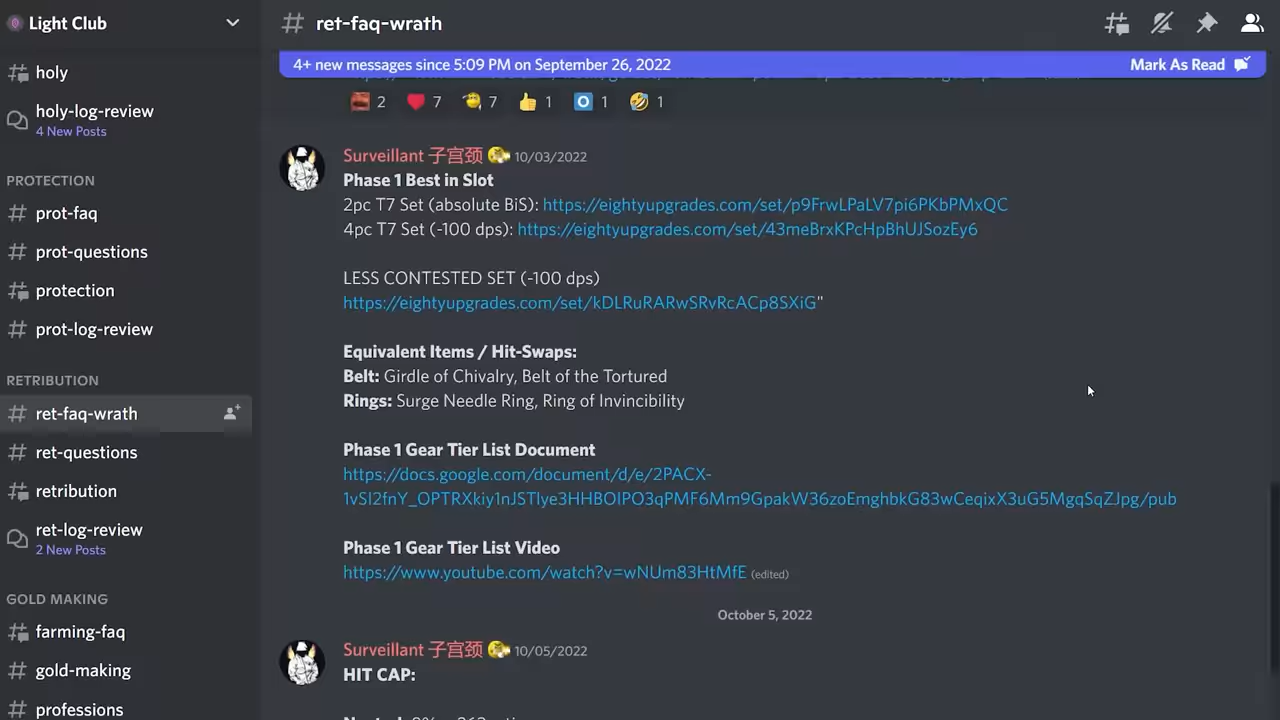 Light Club
holy
holy-log-review
4 New Posts
PROTECTION
prot-faq
prot-questions
protection
prot-log-review
RETRIBUTION
ret-faq-wrath
ret-questions
retribution
ret-log-review
2 New Posts
GOLD MAKING
farming-faq
gold-making
professions
ret-faq-wrath
4+ new messages since 5:09 PM on September 26, 2022 Mark As Read
2 7 7 1 1 1
Surveillant 子宫颈 10/03/2022
Phase 1 Best in Slot
2pc T7 Set (absolute BiS): https://eightyupgrades.com/set/p9FrwLPaLV7pi6PKbPMxQC
4pc T7 Set (-100 dps): https://eightyupgrades.com/set/43meBrxKPcHpBhUJSozEy6
LESS CONTESTED SET (-100 dps)
https://eightyupgrades.com/set/kDLRuRARwSRvRcACp8SXiG"
Equivalent Items / Hit-Swaps:
Belt: Girdle of Chivalry, Belt of the Tortured
Rings: Surge Needle Ring, Ring of Invincibility
Phase 1 Gear Tier List Document
https://docs.google.com/document/d/e/2PACX-
1vSI2fnY_OPTRXkiy1nJSTlye3HHBOIPO3qPMF6Mm9GpakW36zoEmghbkG83wCeqixX3uG5MgqSqZJpg/pub
Phase 1 Gear Tier List Video
https://www.youtube.com/watch?v=wNUm83HtMfE (edited)
October 5, 2022
Surveillant 子宫颈 10/05/2022
HIT CAP: